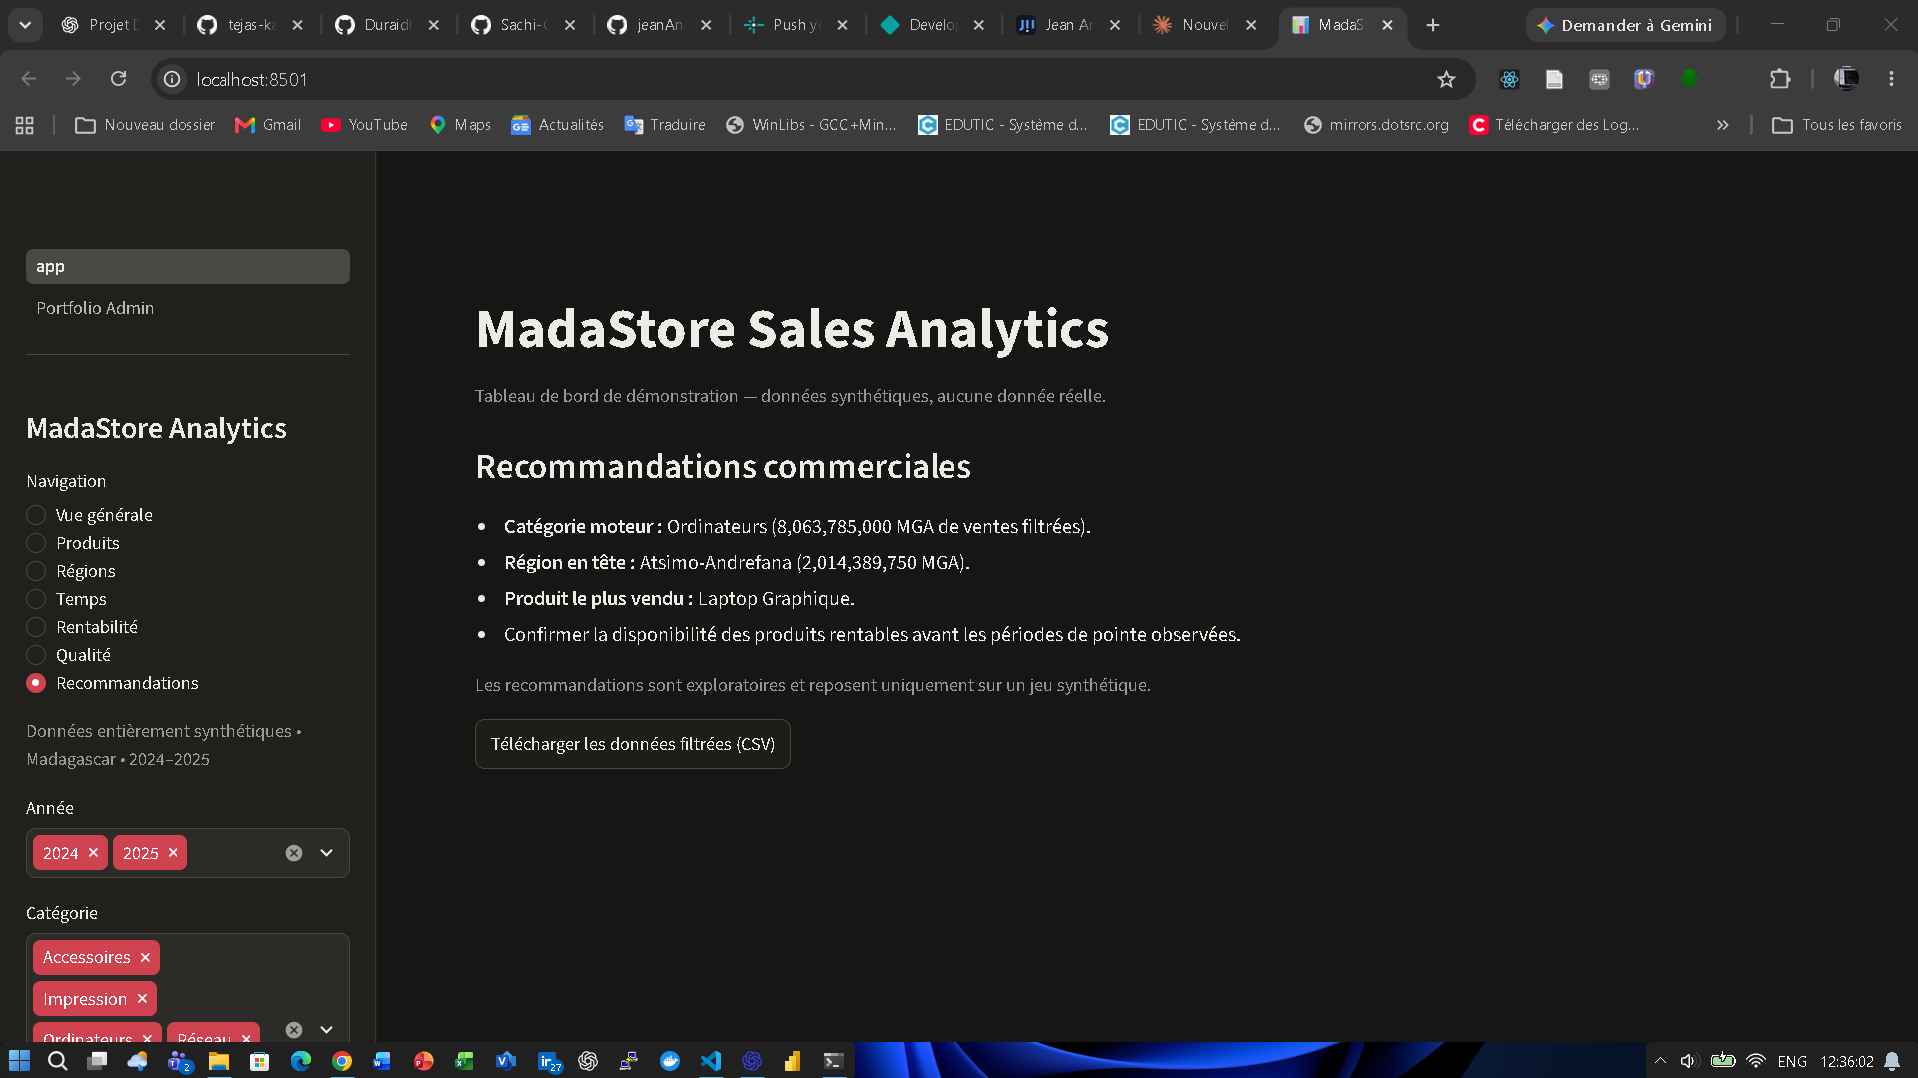 Projet D
tejas-ka
Duraidl
Sachi-C
jeanAn
Push yo
Develop
Jean Ar
Nouvel
MadaS
Demander à Gemini
localhost:8501
Nouveau dossier
Gmail
YouTube
Maps
Actualités
Traduire
WinLibs - GCC+Min...
EDUTIC - Système d...
EDUTIC - Système d...
mirrors.dotsrc.org
Télécharger des Log...
Tous les favoris
app
Portfolio Admin
MadaStore Analytics
Navigation
Vue générale
Produits
Régions
Temps
Rentabilité
Qualité
Recommandations
Données entièrement synthétiques •
Madagascar • 2024–2025
Année
2024
2025
Catégorie
Accessoires
Impression
Ordinateurs
Réseau
MadaStore Sales Analytics
Tableau de bord de démonstration — données synthétiques, aucune donnée réelle.
Recommandations commerciales
• Catégorie moteur : Ordinateurs (8,063,785,000 MGA de ventes filtrées).
• Région en tête : Atsimo-Andrefana (2,014,389,750 MGA).
• Produit le plus vendu : Laptop Graphique.
• Confirmer la disponibilité des produits rentables avant les périodes de pointe observées.
Les recommandations sont exploratoires et reposent uniquement sur un jeu synthétique.
Télécharger les données filtrées (CSV)
2
27
ENG
12:36:02